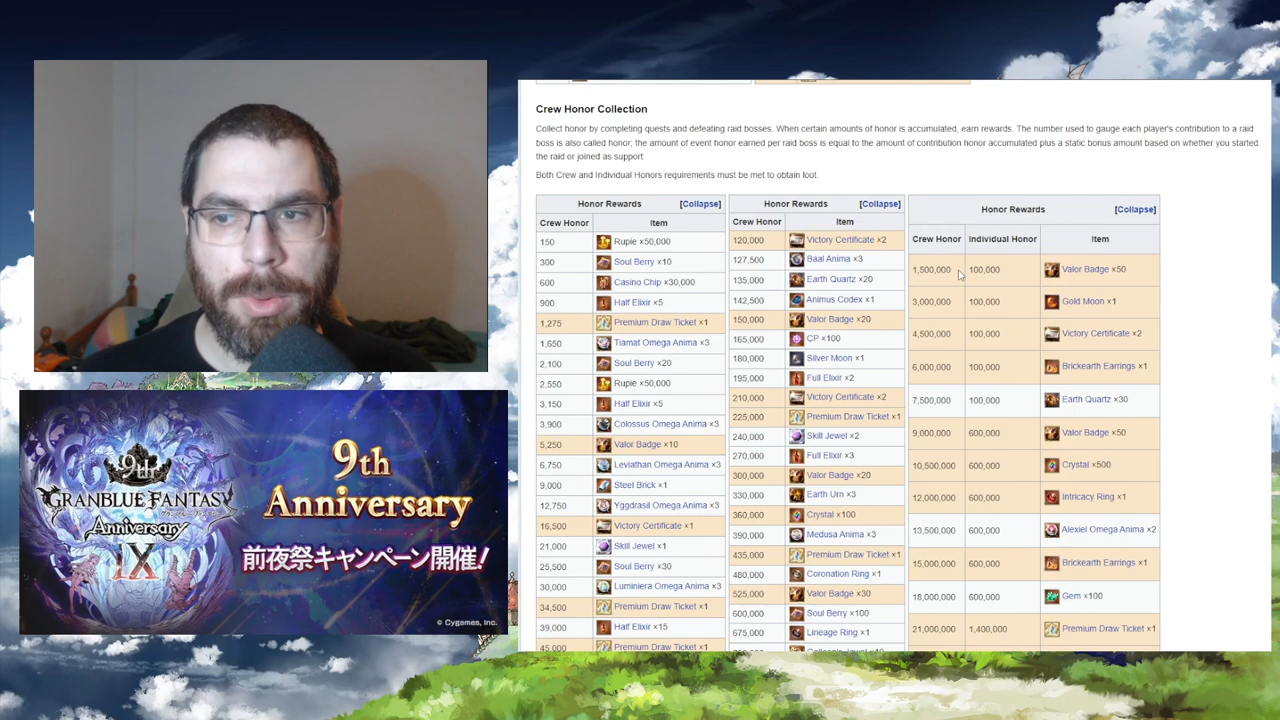 Crew Honor Collection
Collect honor by completing quests and defeating raid bosses. When certain amounts of honor is accumulated, earn rewards. The number used to gauge each player's contribution to a raid
boss is also called honor; the amount of event honor earned per raid boss is equal to the amount of contribution honor accumulated plus a static bonus amount based on whether you started
the raid or joined as support.
Both Crew and Individual Honors requirements must be met to obtain loot.
Honor Rewards [Collapse]
Crew Honor Item
150 Rupie ×50,000
300 Soul Berry ×10
600 Casino Chip ×30,000
900 Half Elixir ×5
1,275 Premium Draw Ticket ×1
1,650 Tiamat Omega Anima ×3
2,100 Soul Berry ×20
2,550 Rupie ×50,000
3,150 Half Elixir ×5
3,900 Colossus Omega Anima ×3
5,250 Valor Badge ×10
6,750 Leviathan Omega Anima ×3
9,000 Steel Brick ×1
12,750 Yggdrasil Omega Anima ×3
16,500 Victory Certificate ×1
21,000 Skill Jewel ×1
25,500 Soul Berry ×30
30,000 Luminiera Omega Anima ×3
34,500 Premium Draw Ticket ×1
39,000 Half Elixir ×15
45,000 Premium Draw Ticket ×1
Honor Rewards [Collapse]
Crew Honor Item
120,000 Victory Certificate ×2
127,500 Baal Anima ×3
135,000 Earth Quartz ×20
142,500 Animus Codex ×1
150,000 Valor Badge ×20
165,000 CP ×100
180,000 Silver Moon ×1
195,000 Full Elixir ×2
210,000 Victory Certificate ×2
225,000 Premium Draw Ticket ×1
240,000 Skill Jewel ×2
270,000 Full Elixir ×3
300,000 Valor Badge ×20
330,000 Earth Urn ×3
360,000 Crystal ×100
390,000 Medusa Anima ×3
435,000 Premium Draw Ticket ×1
480,000 Coronation Ring ×1
525,000 Valor Badge ×30
600,000 Soul Berry ×100
675,000 Lineage Ring ×1
Honor Rewards [Collapse]
Crew Honor Individual Honor Item
1,500,000 100,000 Valor Badge ×50
3,000,000 100,000 Gold Moon ×1
4,500,000 100,000 Victory Certificate ×2
6,000,000 100,000 Brickearth Earrings ×1
7,500,000 100,000 Earth Quartz ×30
9,000,000 600,000 Valor Badge ×50
10,500,000 600,000 Crystal ×500
12,000,000 600,000 Intricacy Ring ×1
13,500,000 600,000 Alexiel Omega Anima ×2
15,000,000 600,000 Brickearth Earrings ×1
18,000,000 600,000 Gem ×100
21,000,000 1,400,000 Premium Draw Ticket ×1
9th
GRANBLUE FANTASY
Anniversary
IX
9th
Anniversary
前夜祭キャンペーン開催!
© Cygames, Inc.